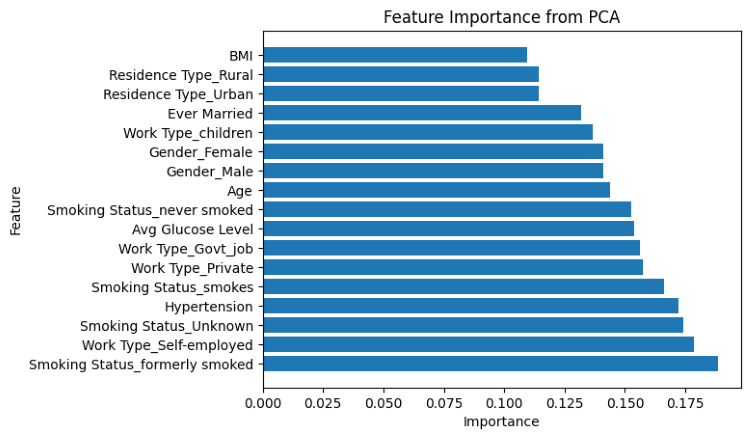 Feature Importance from PCA
BMI
Residence Type_Rural
Residence Type_Urban
Ever Married
Work Type_children
Gender_Female
Gender_Male
Age
Smoking Status_never smoked
Avg Glucose Level
Work Type_Govt_job
Work Type_Private
Smoking Status_smokes
Hypertension
Smoking Status_Unknown
Work Type_Self-employed
Smoking Status_formerly smoked
Feature
0.000 0.025 0.050 0.075 0.100 0.125 0.150 0.175
Importance